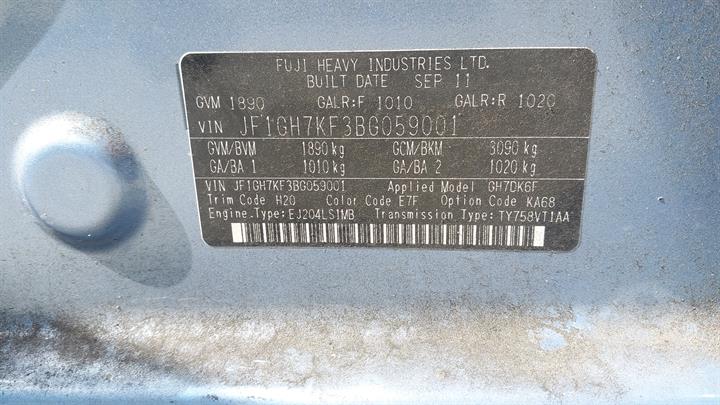 FUJI HEAVY INDUSTRIES LTD.
BUILT DATE SEP 11
GVM 1890 GALR:F 1010 GALR:R 1020
VIN JF1GH7KF3BG059001
GVM/BVM 1890 kg GCM/BKM 3090 kg
GA/BA 1 1010 kg GA/BA 2 1020 kg
VIN JF1GH7KF3BG059001 Applied Model GH7DK6F
Trim Code H20 Color Code E7F Option Code KA68
Engine.Type: EJ204LS1MB Transmission Type TY758VT1AA